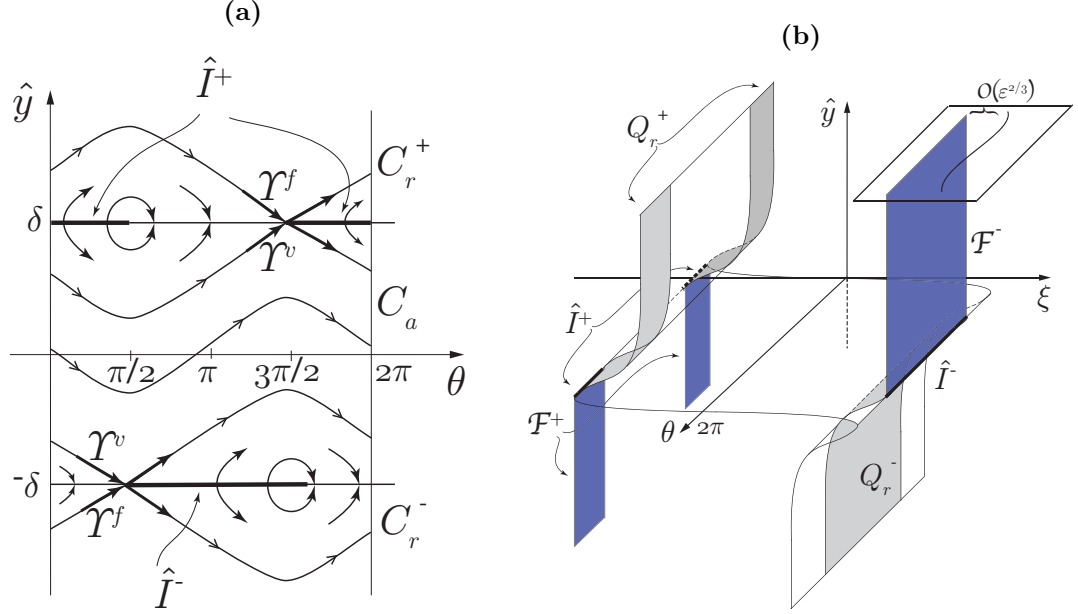 (a)
ŷ
Î+
C_r^+
ϒ^f
δ
ϒ^v
C_a
π/2
π
3π/2
2π
θ
ϒ^v
-δ
ϒ^f
C_r^-
Î-
(b)
Q_r^+
ŷ
O(ε^{2/3})
F^-
ξ
Î+
Î-
F^+
θ
2π
Q_r^-